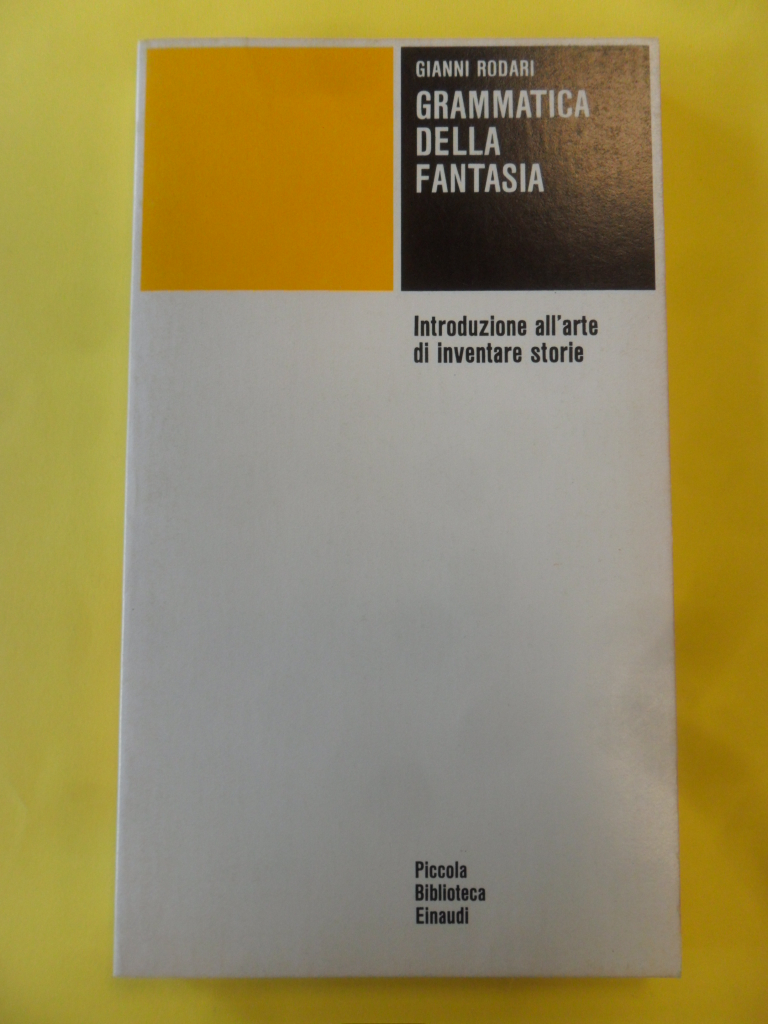 GIANNI RODARI
GRAMMATICA
DELLA
FANTASIA
Introduzione all'arte
di inventare storie
Piccola
Biblioteca
Einaudi